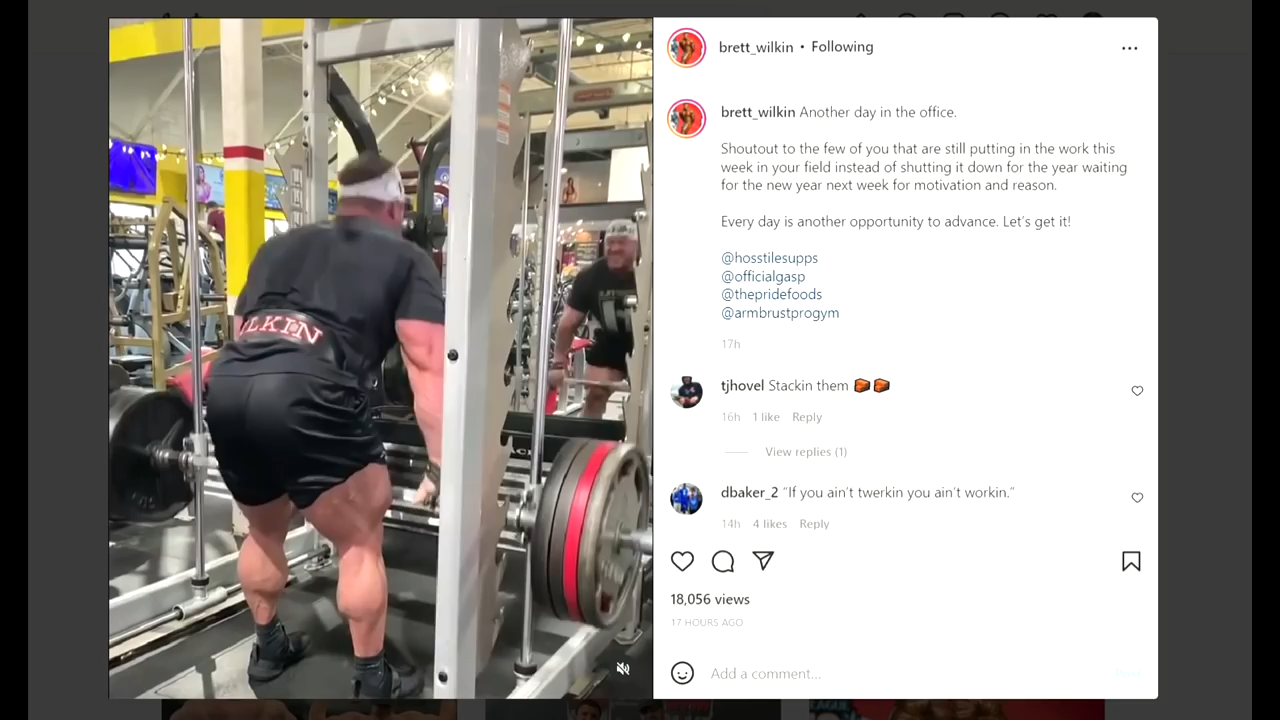 brett_wilkin • Following
brett_wilkin Another day in the office.
Shoutout to the few of you that are still putting in the work this
week in your field instead of shutting it down for the year waiting
for the new year next week for motivation and reason.
Every day is another opportunity to advance. Let's get it!
@hosstilesupps
@officialgasp
@thepridefoods
@armbrustprogym
17h
tjhovel Stackin them
16h 1 like Reply
View replies (1)
dbaker_2 "If you ain't twerkin you ain't workin."
14h 4 likes Reply
18,056 views
17 HOURS AGO
Add a comment...
Post
LKIN